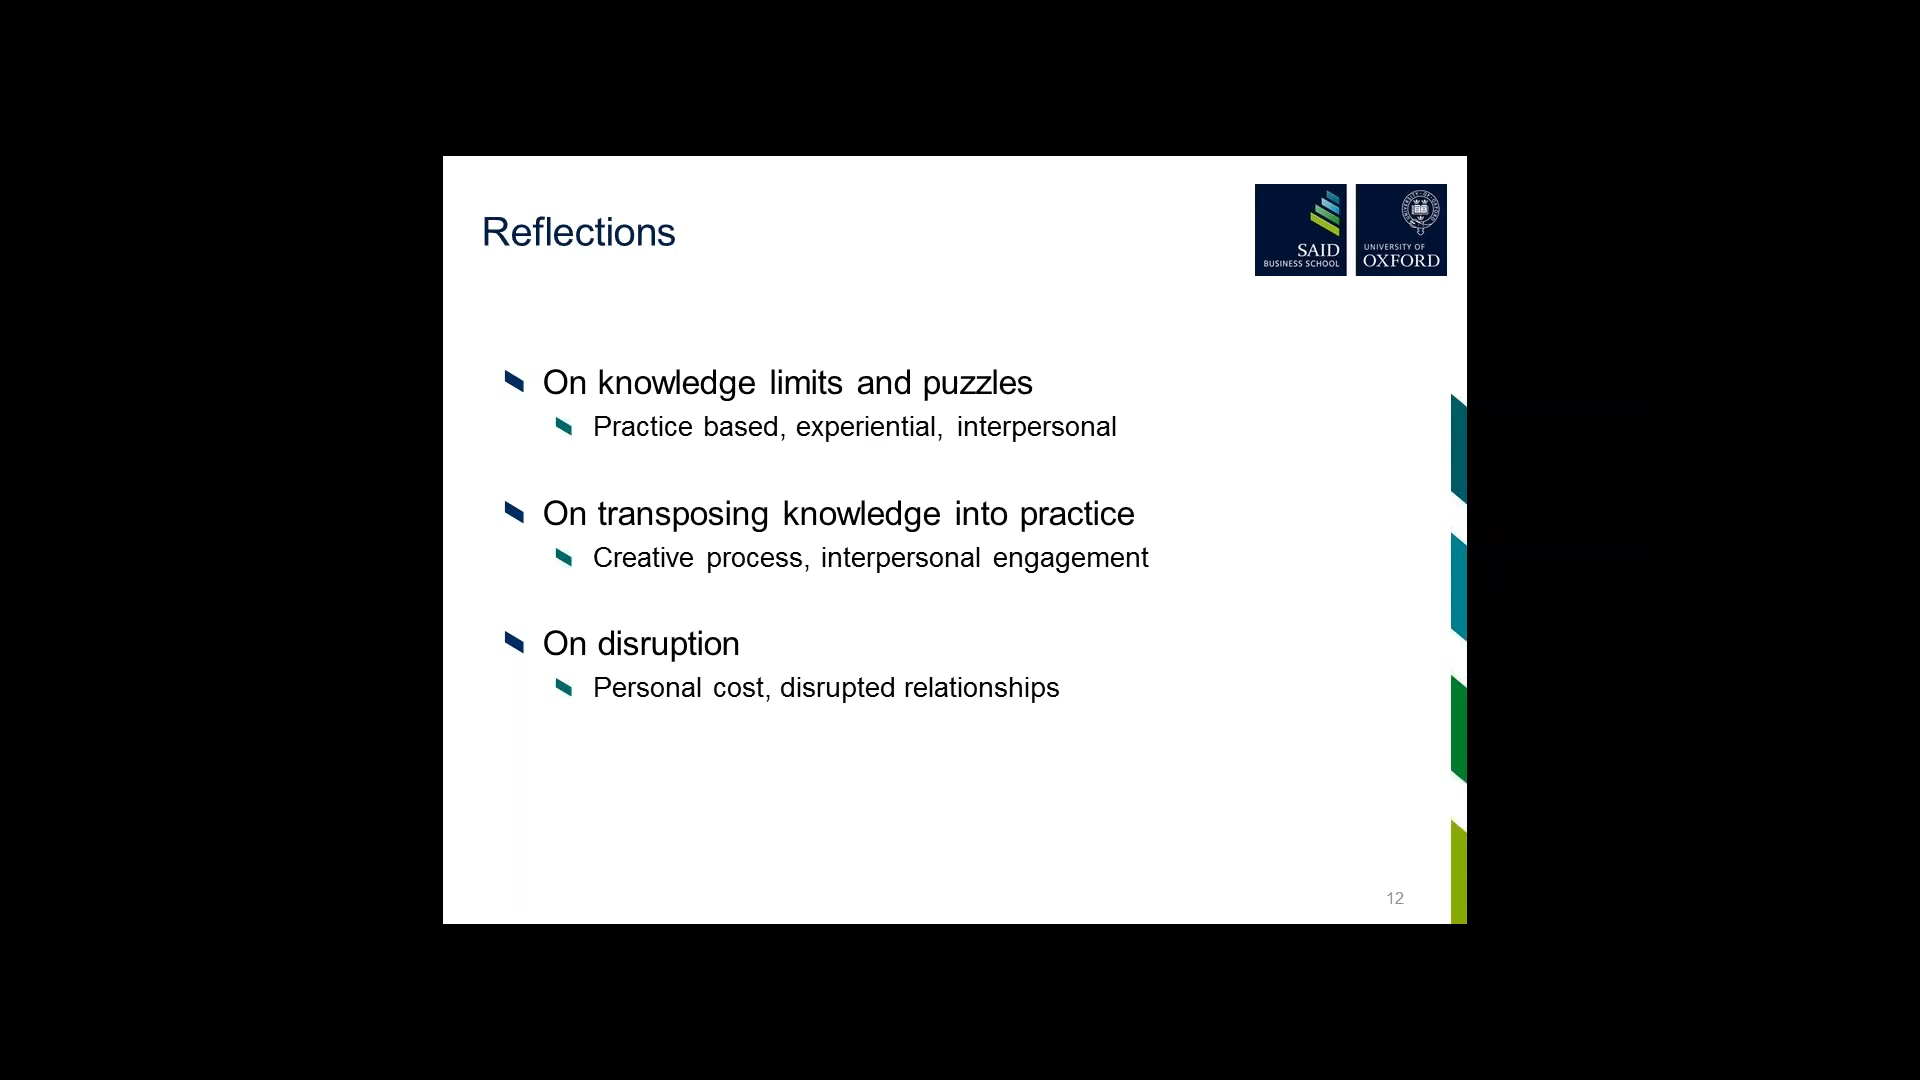 Reflections
SAID
BUSINESS SCHOOL
UNIVERSITY OF
OXFORD
On knowledge limits and puzzles
Practice based, experiential, interpersonal
On transposing knowledge into practice
Creative process, interpersonal engagement
On disruption
Personal cost, disrupted relationships
12